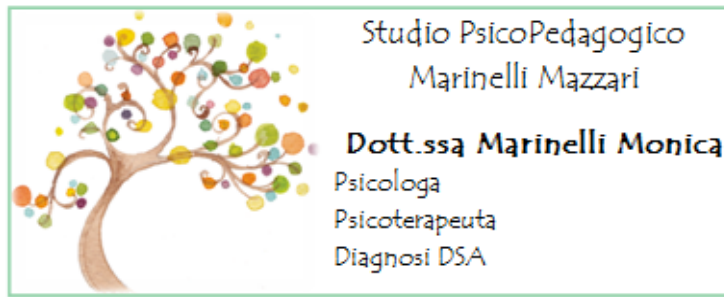 Studio PsicoPedagogico
Marinelli Mazzari
Dott.ssa Marinelli Monica
Psicologa
Psicoterapeuta
Diagnosi DSA